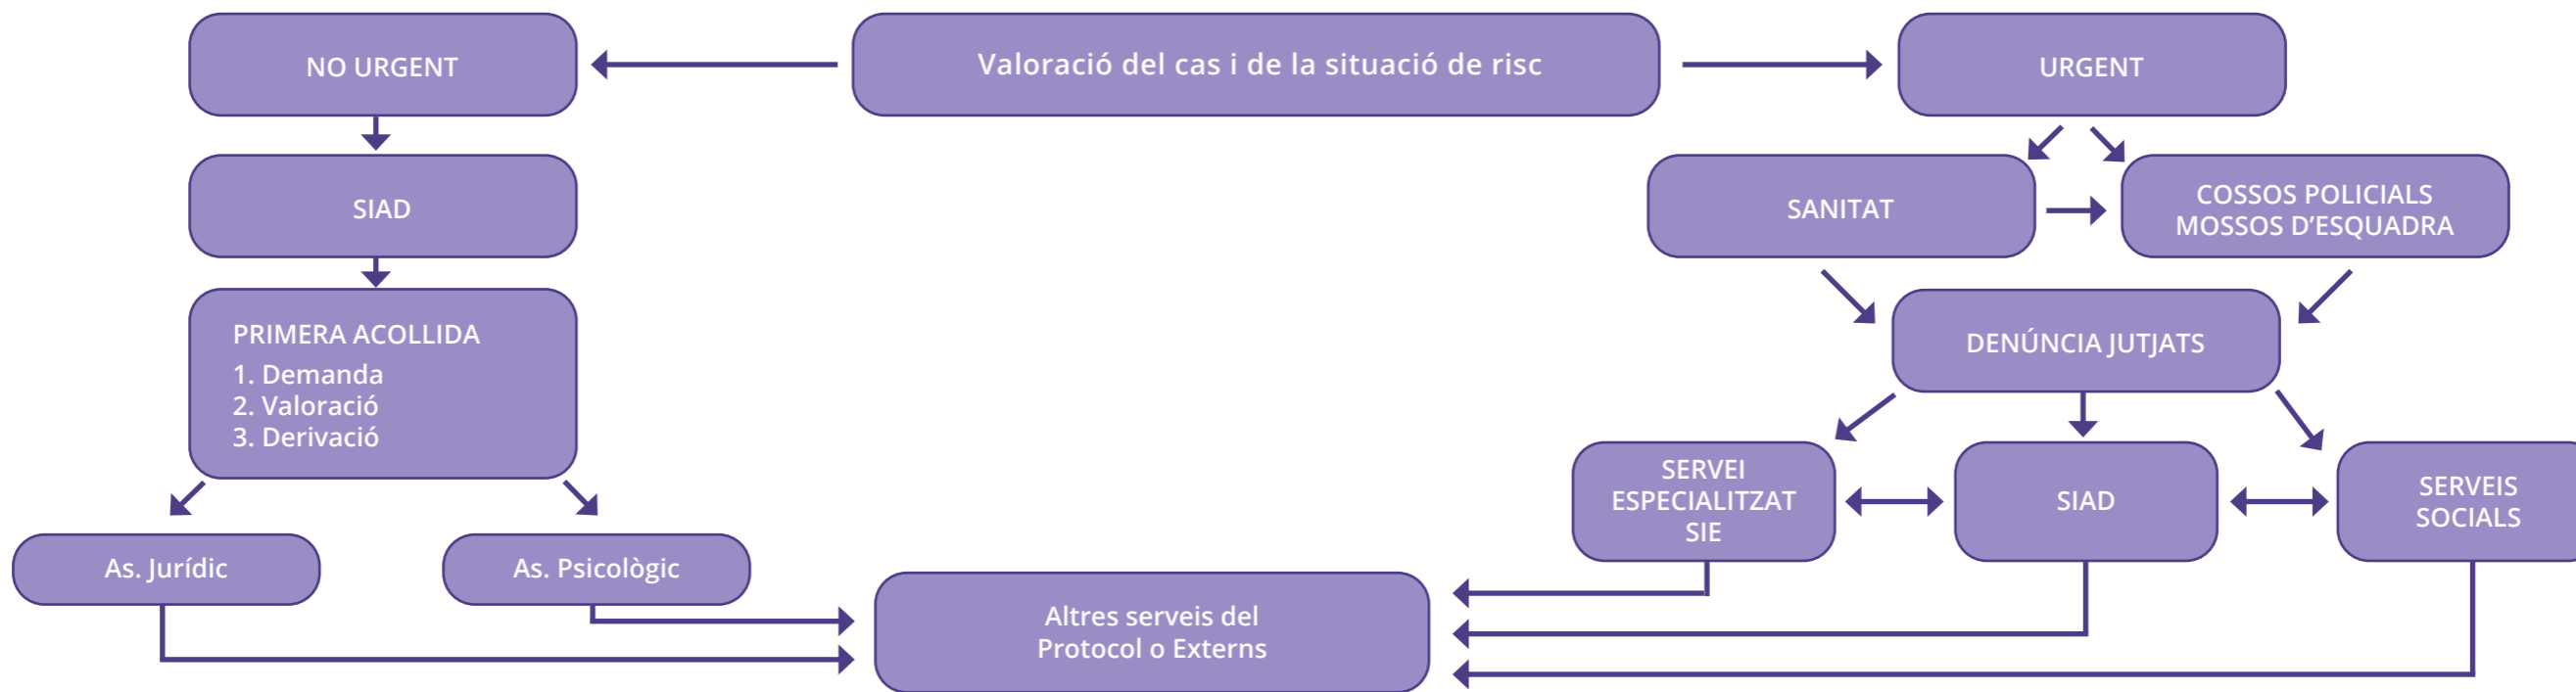 NO URGENT
Valoració del cas i de la situació de risc
URGENT
SIAD
SANITAT
COSSOS POLICIALS
MOSSOS D'ESQUADRA
PRIMERA ACOLLIDA
1. Demanda
2. Valoració
3. Derivació
DENÚNCIA JUTJATS
As. Jurídic
As. Psicològic
SERVEI
ESPECIALITZAT
SIE
SIAD
SERVEIS
SOCIALS
Altres serveis del
Protocol o Externs